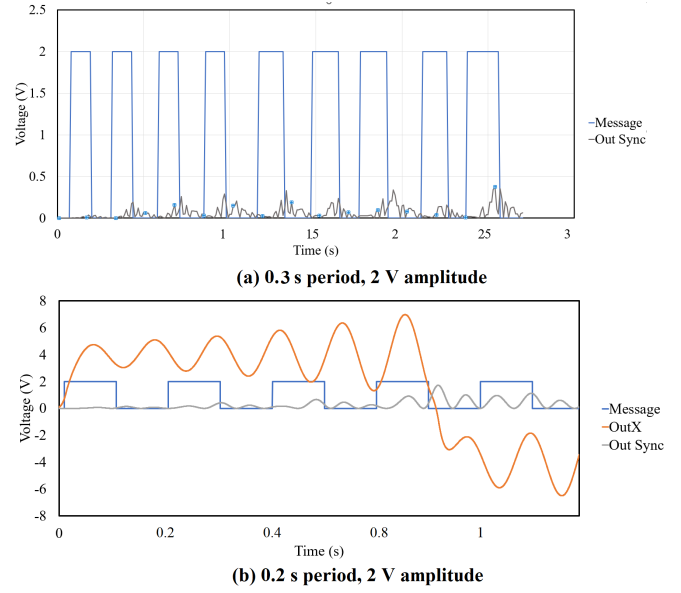 2.5
2
1.5
1
0.5
0
Voltage (V)
0 1 15 2 25 3
Time (s)
Message
Out Sync
(a) 0.3 s period, 2 V amplitude
8
6
4
2
0
-2
-4
-6
-8
Voltage (V)
0 0.2 0.4 0.8 1
Time (s)
Message
OutX
Out Sync
(b) 0.2 s period, 2 V amplitude